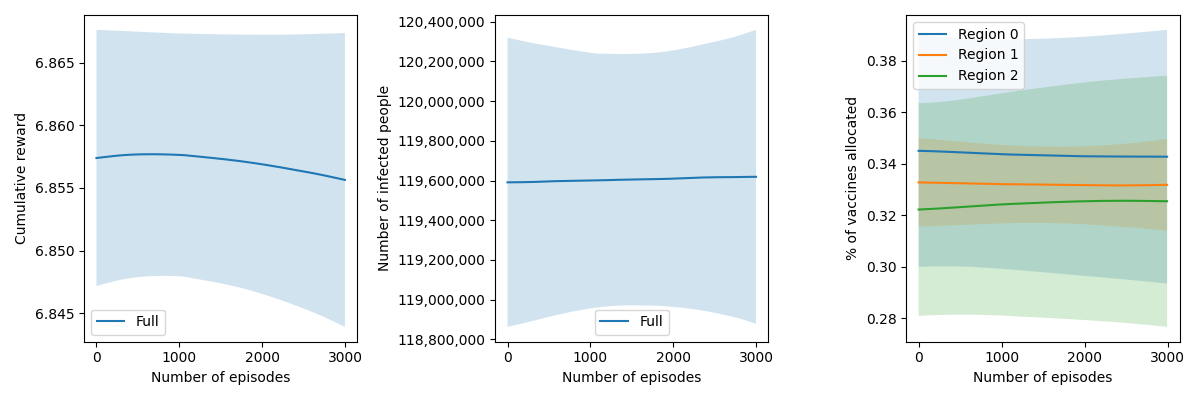 Cumulative reward
6.865
6.860
6.855
6.850
6.845
Full
0
1000
2000
3000
Number of episodes
Number of infected people
120,400,000
120,200,000
120,000,000
119,800,000
119,600,000
119,400,000
119,200,000
119,000,000
118,800,000
Full
0
1000
2000
3000
Number of episodes
% of vaccines allocated
0.38
0.36
0.34
0.32
0.30
0.28
Region 0
Region 1
Region 2
0
1000
2000
3000
Number of episodes